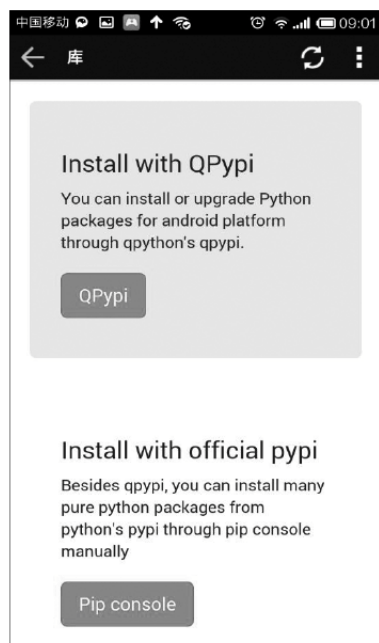 中国移动 09:01
库
Install with QPypi
You can install or upgrade Python
packages for android platform
through qpython's qpypi.
QPypi
Install with official pypi
Besides qpypi, you can install many
pure python packages from
python's pypi through pip console
manually
Pip console